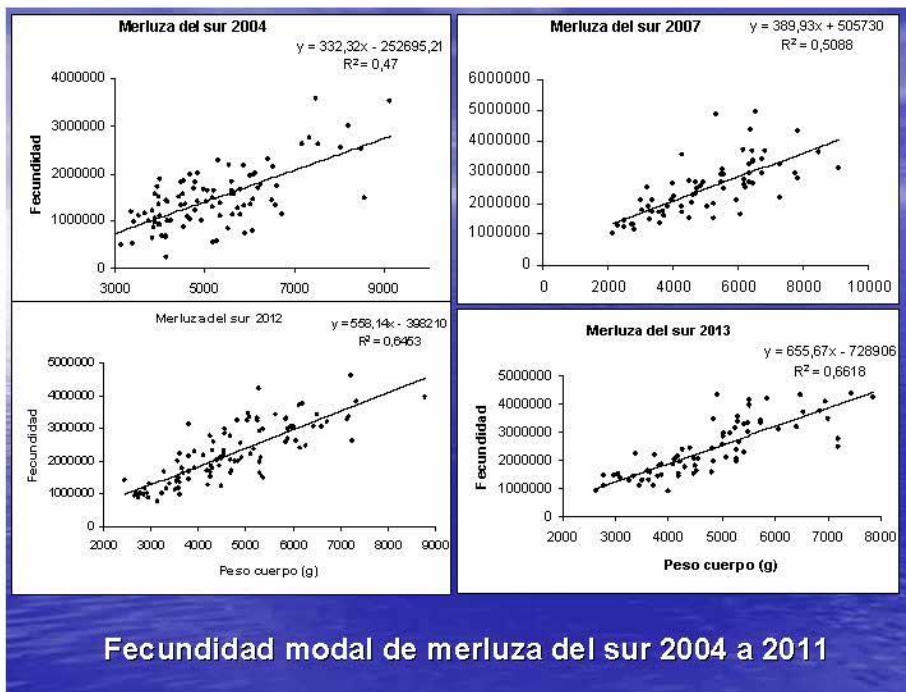 Merluza del sur 2004
y = 332,32x - 252695,21
R² = 0,47
4000000
3000000
2000000
1000000
0
Fecundidad
3000 5000 7000 9000
Merluza del sur 2007
y = 389,93x + 505730
R² = 0,5088
6000000
5000000
4000000
3000000
2000000
1000000
0
0 2000 4000 6000 8000 10000
Merluza del sur 2012
y = 558,14x - 398210
R² = 0,6453
5000000
4000000
3000000
2000000
1000000
0
Fecundidad
2000 3000 4000 5000 6000 7000 8000 9000
Peso cuerpo (g)
Merluza del sur 2013
y = 655,67x - 728906
R² = 0,6618
5000000
4000000
3000000
2000000
1000000
0
Fecundidad
2000 3000 4000 5000 6000 7000 8000
Peso cuerpo (g)
Fecundidad modal de merluza del sur 2004 a 2011